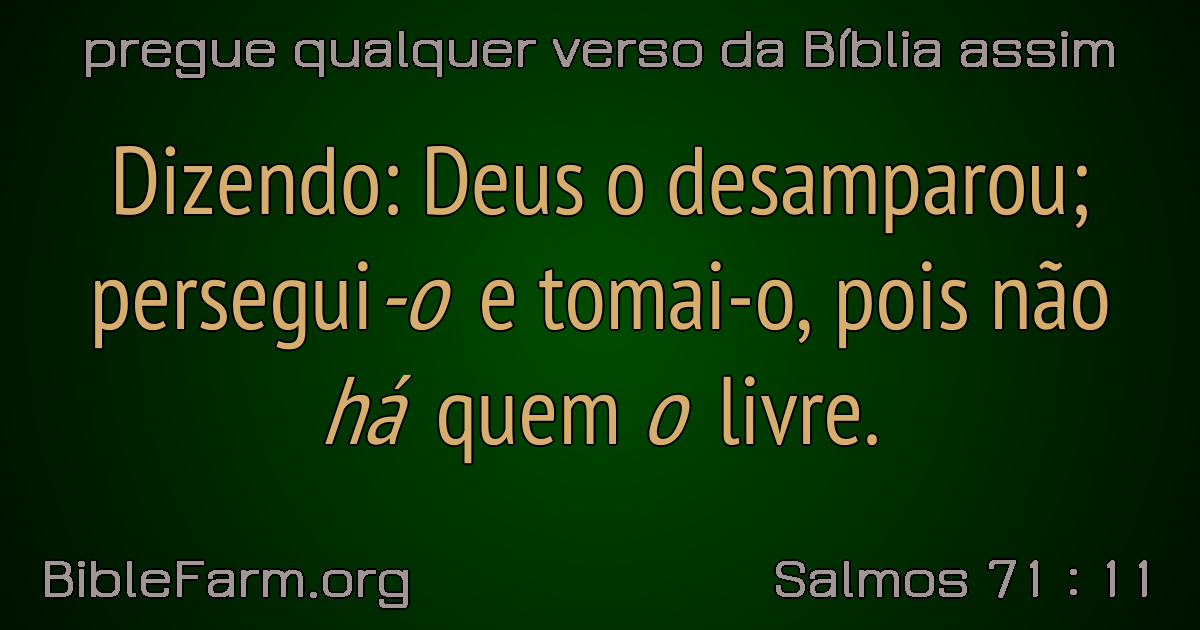 pregue qualquer verso da Bíblia assim
Dizendo: Deus o desamparou;
persegui-o e tomai-o, pois não
há quem o livre.
BibleFarm.org
Salmos 71 : 11